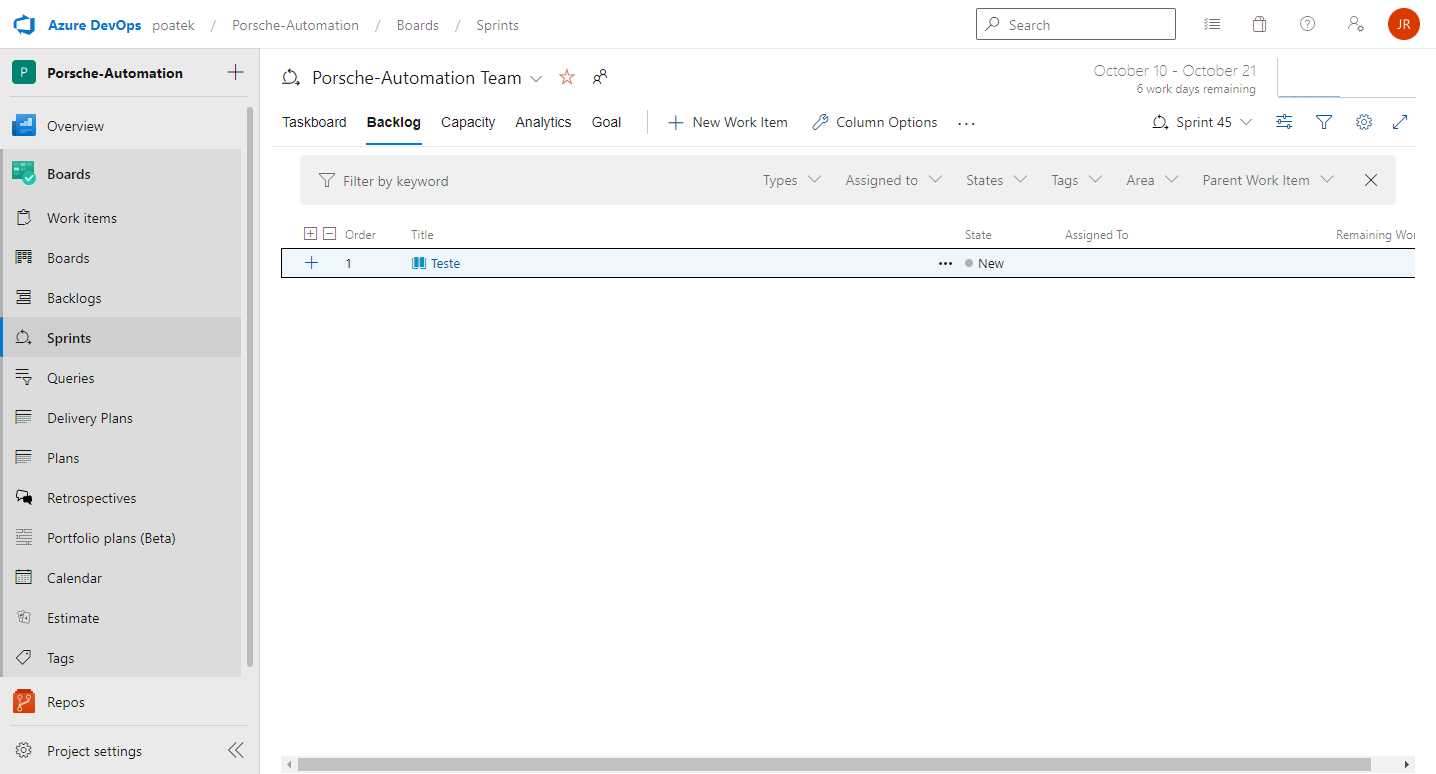 Azure DevOps poatek / Porsche-Automation / Boards / Sprints Search JR
P Porsche-Automation
Overview
Boards
Work items
Boards
Backlogs
Sprints
Queries
Delivery Plans
Plans
Retrospectives
Portfolio plans (Beta)
Calendar
Estimate
Tags
Repos
Project settings
Porsche-Automation Team
October 10 - October 21
6 work days remaining
Taskboard Backlog Capacity Analytics Goal New Work Item Column Options ... Sprint 45
Filter by keyword Types Assigned to States Tags Area Parent Work Item
Order Title State Assigned To Remaining Wor
1 Teste ... New